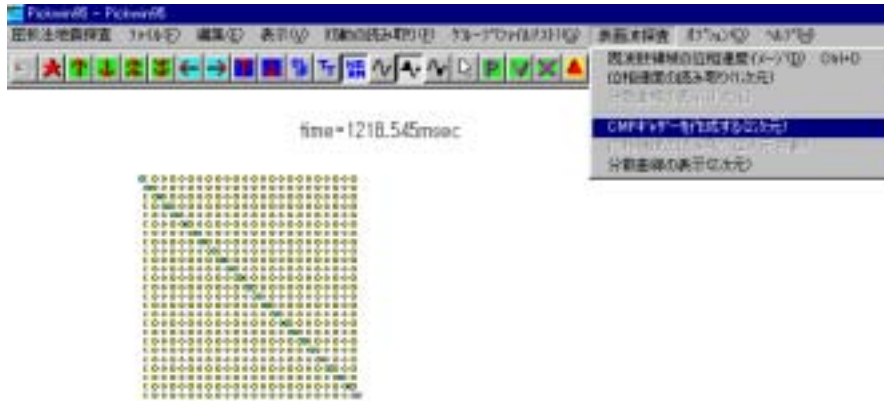 Pickwin95 - Pickwin95
屈折法地震探査 ファイル(F) 編集(E) 表示(V) 初動の読み取り(P) グループ(ファイルリスト)(G) 表面波探査 オプション(O) ヘルプ(H)
周波数領域の位相速度(イメージ)(I) Ctrl+D
位相速度の読み取り(1次元)
CMPギャザーを作成する(2次元)
分散曲線の表示(2次元)
time=1218.545msec